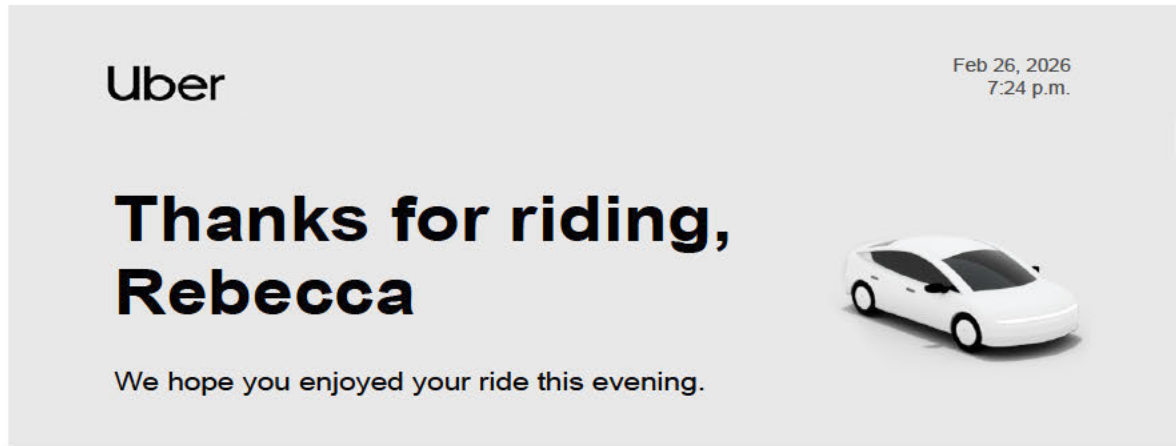 Uber
Feb 26, 2026
7:24 p.m.
Thanks for riding,
Rebecca
We hope you enjoyed your ride this evening.